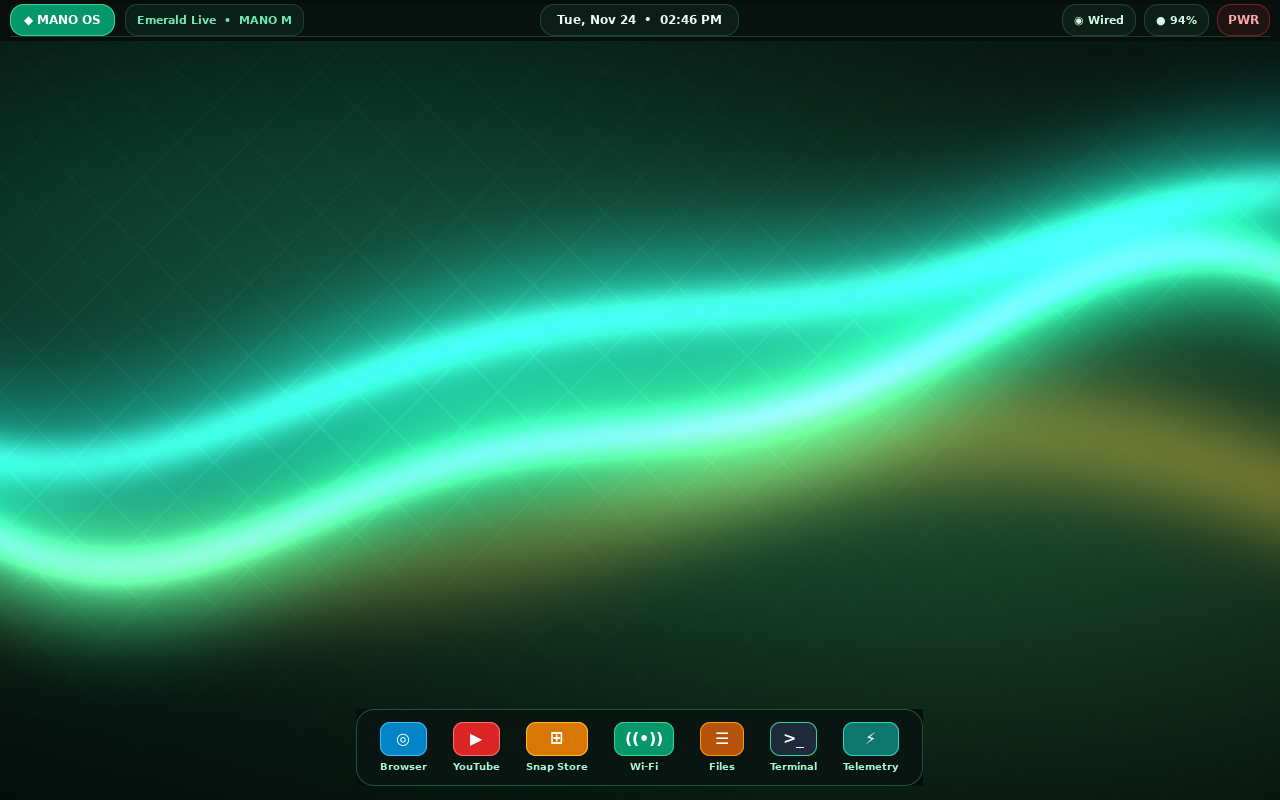 ◆ MANO OS
Emerald Live • MANO M
Tue, Nov 24 • 02:46 PM
◉ Wired
● 94%
PWR
Browser
YouTube
Snap Store
((•))
Wi-Fi
Files
>_
Terminal
Telemetry